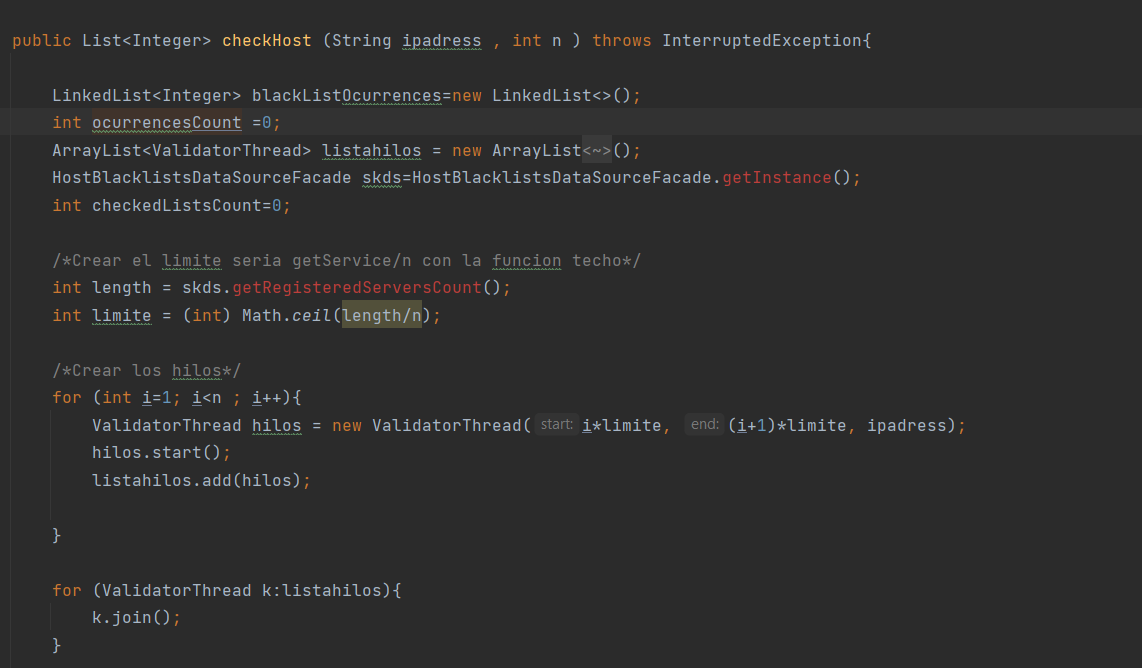 public List<Integer> checkHost (String ipadress , int n ) throws InterruptedException{
LinkedList<Integer> blackListOcurrences=new LinkedList<>();
int ocurrencesCount =0;
ArrayList<ValidatorThread> listahilos = new ArrayList<~>();
HostBlacklistsDataSourceFacade skds=HostBlacklistsDataSourceFacade.getInstance();
int checkedListsCount=0;
/*Crear el limite seria getService/n con la funcion techo*/
int length = skds.getRegisteredServersCount();
int limite = (int) Math.ceil(length/n);
/*Crear los hilos*/
for (int i=1; i<n ; i++){
ValidatorThread hilos = new ValidatorThread( start: i*limite, end: (i+1)*limite, ipadress);
hilos.start();
listahilos.add(hilos);
}
for (ValidatorThread k:listahilos){
k.join();
}